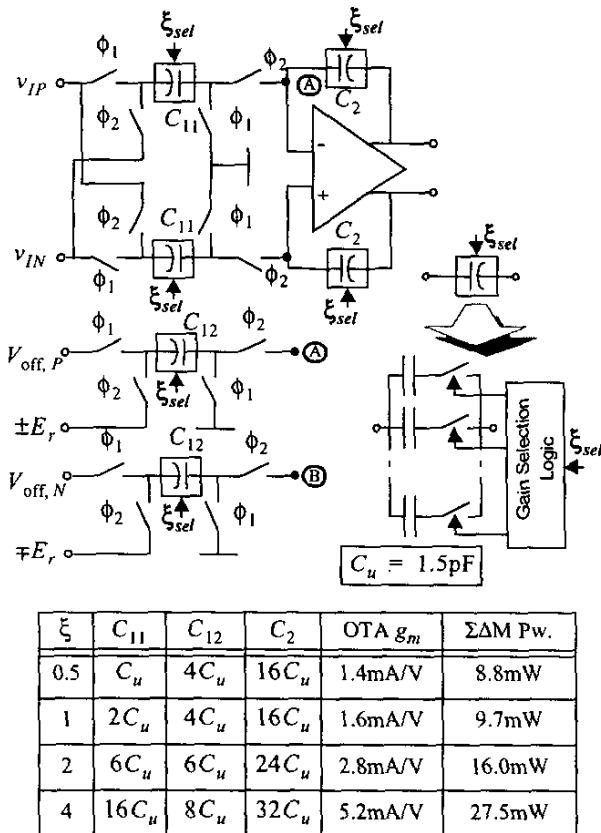 ξsel
ξsel
ϕ1
ϕ2
vIP
A
C2
ϕ2
C11
ϕ1
-
+
ϕ2
C11
ϕ1
C2
vIN
ϕ1
ξsel
ϕ2
ξsel
ξsel
ϕ1
C12
ϕ2
Voff, P
A
ϕ2
ξsel
ϕ1
±Er
ϕ1
C12
ϕ2
Voff, N
B
ϕ2
ξsel
ϕ1
∓Er
Gain Selection
Logic
ξsel
Cu = 1.5pF
ξ C11 C12 C2 OTA gm ΣΔM Pw.
0.5 Cu 4Cu 16Cu 1.4mA/V 8.8mW
1 2Cu 4Cu 16Cu 1.6mA/V 9.7mW
2 6Cu 6Cu 24Cu 2.8mA/V 16.0mW
4 16Cu 8Cu 32Cu 5.2mA/V 27.5mW